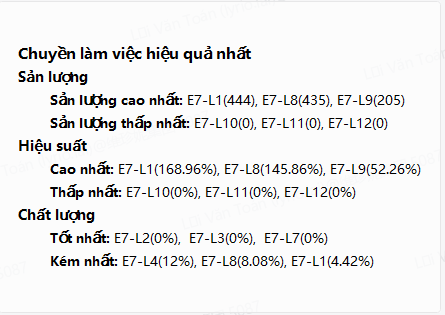 Chuyền làm việc hiệu quả nhất
Sản lượng
Sản lượng cao nhất: E7-L1(444), E7-L8(435), E7-L9(205)
Sản lượng thấp nhất: E7-L10(0), E7-L11(0), E7-L12(0)
Hiệu suất
Cao nhất: E7-L1(168.96%), E7-L8(145.86%), E7-L9(52.26%)
Thấp nhất: E7-L10(0%), E7-L11(0%), E7-L12(0%)
Chất lượng
Tốt nhất: E7-L2(0%), E7-L3(0%), E7-L7(0%)
Kém nhất: E7-L4(12%), E7-L8(8.08%), E7-L1(4.42%)